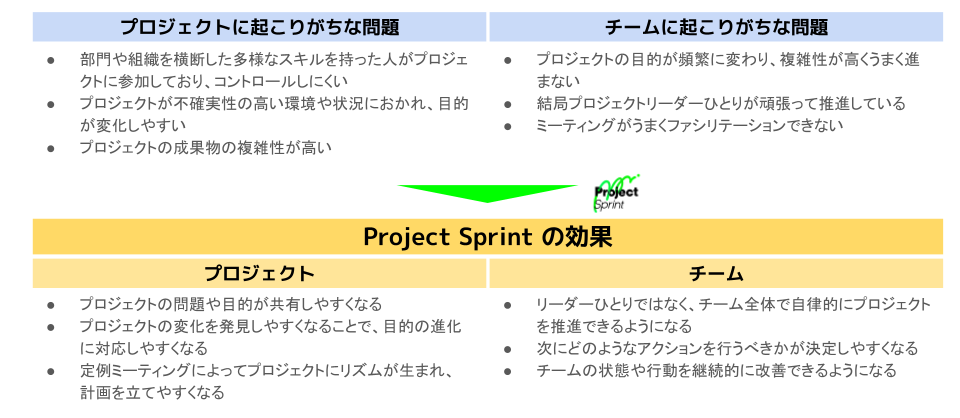 プロジェクトに起こりがちな問題
● 部門や組織を横断した多様なスキルを持った人がプロジェ
クトに参加しており、コントロールしにくい
● プロジェクトが不確実性の高い環境や状況におかれ、目的
が変化しやすい
● プロジェクトの成果物の複雑性が高い
チームに起こりがちな問題
● プロジェクトの目的が頻繁に変わり、複雑性が高くうまく進
まない
● 結局プロジェクトリーダーひとりが頑張って推進している
● ミーティングがうまくファシリテーションできない
Project
Sprint
Project Sprint の効果
プロジェクト
● プロジェクトの問題や目的が共有しやすくなる
● プロジェクトの変化を発見しやすくなることで、目的の進化
に対応しやすくなる
● 定例ミーティングによってプロジェクトにリズムが生まれ、
計画を立てやすくなる
チーム
● リーダーひとりではなく、チーム全体で自律的にプロジェクト
を推進できるようになる
● 次にどのようなアクションを行うべきかが決定しやすくなる
● チームの状態や行動を継続的に改善できるようになる